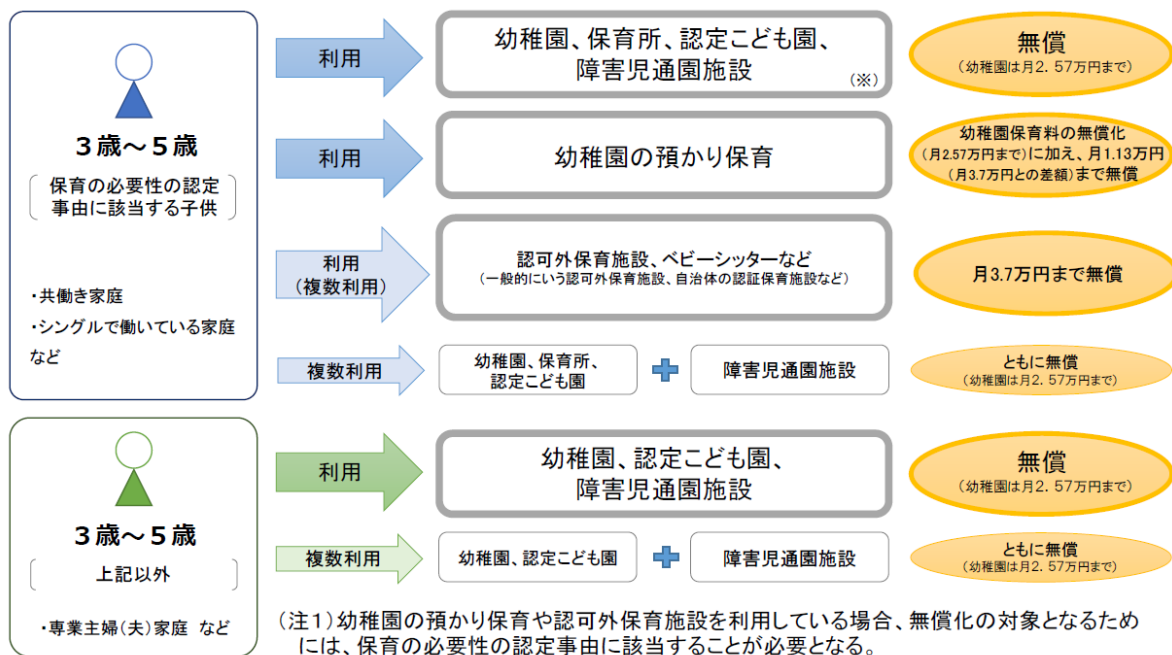 利用
幼稚園、保育所、認定こども園、
障害児通園施設
(※)
無償
(幼稚園は月2.57万円まで)
3歳~5歳
保育の必要性の認定
事由に該当する子供
・共働き家庭
・シングルで働いている家庭
など
利用
幼稚園の預かり保育
幼稚園保育料の無償化
(月2.57万円まで)に加え、月1.13万円
(月3.7万円との差額)まで無償
利用
(複数利用)
認可外保育施設、ベビーシッターなど
(一般的にいう認可外保育施設、自治体の認証保育施設など)
月3.7万円まで無償
複数利用
幼稚園、保育所、
認定こども園
障害児通園施設
ともに無償
(幼稚園は月2.57万円まで)
3歳~5歳
上記以外
・専業主婦(夫)家庭 など
利用
幼稚園、認定こども園、
障害児通園施設
無償
(幼稚園は月2.57万円まで)
複数利用
幼稚園、認定こども園
障害児通園施設
ともに無償
(幼稚園は月2.57万円まで)
(注1)幼稚園の預かり保育や認可外保育施設を利用している場合、無償化の対象となるため
には、保育の必要性の認定事由に該当することが必要となる。